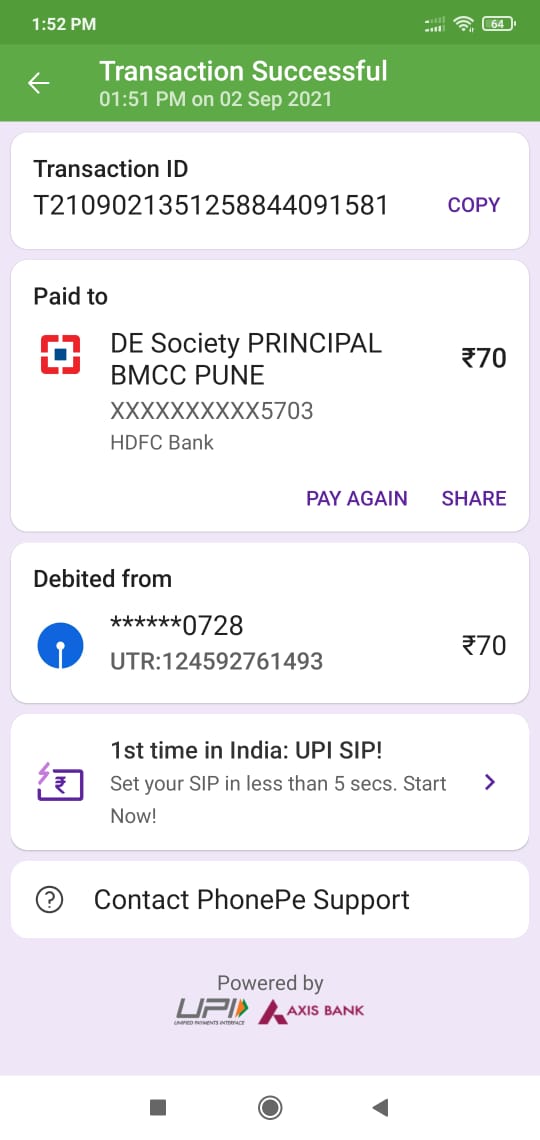 1:52 PM
64
Transaction Successful
01:51 PM on 02 Sep 2021
Transaction ID
T2109021351258844091581
COPY
Paid to
DE Society PRINCIPAL
BMCC PUNE
₹70
XXXXXXXXXX5703
HDFC Bank
PAY AGAIN SHARE
Debited from
******0728
UTR:124592761493
₹70
1st time in India: UPI SIP!
Set your SIP in less than 5 secs. Start
Now!
Contact PhonePe Support
Powered by
UPI
UNIFIED PAYMENTS INTERFACE
AXIS BANK